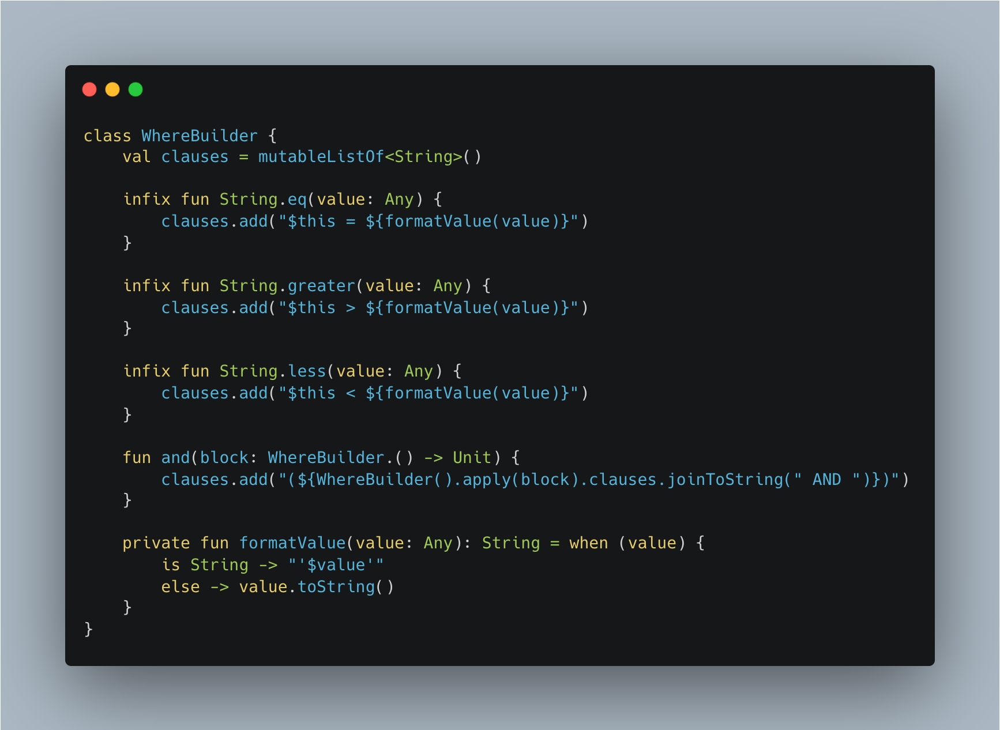 class WhereBuilder {
    val clauses = mutableListOf<String>()

    infix fun String.eq(value: Any) {
        clauses.add("$this = ${formatValue(value)}")
    }

    infix fun String.greater(value: Any) {
        clauses.add("$this > ${formatValue(value)}")
    }

    infix fun String.less(value: Any) {
        clauses.add("$this < ${formatValue(value)}")
    }

    fun and(block: WhereBuilder.() -> Unit) {
        clauses.add("(${WhereBuilder().apply(block).clauses.joinToString(" AND ")})")
    }

    private fun formatValue(value: Any): String = when (value) {
        is String -> "'$value'"
        else -> value.toString()
    }
}